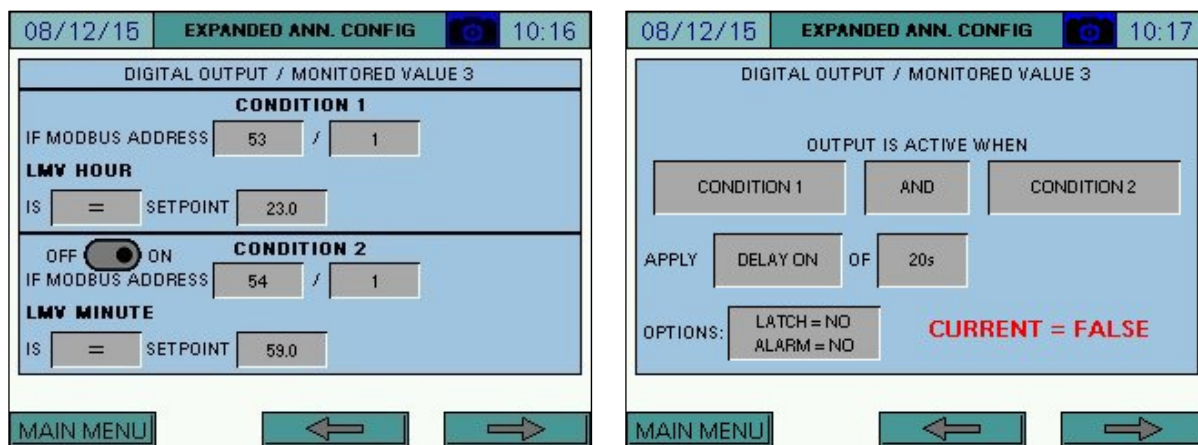 08/12/15 EXPANDED ANN. CONFIG 10:16
DIGITAL OUTPUT / MONITORED VALUE 3
CONDITION 1
IF MODBUS ADDRESS 53 / 1
LMV HOUR
IS = SETPOINT 23.0
OFF ON CONDITION 2
IF MODBUS ADDRESS 54 / 1
LMV MINUTE
IS = SETPOINT 59.0
MAIN MENU
08/12/15 EXPANDED ANN. CONFIG 10:17
DIGITAL OUTPUT / MONITORED VALUE 3
OUTPUT IS ACTIVE WHEN
CONDITION 1 AND CONDITION 2
APPLY DELAY ON OF 20s
OPTIONS: LATCH = NO
ALARM = NO
CURRENT = FALSE
MAIN MENU